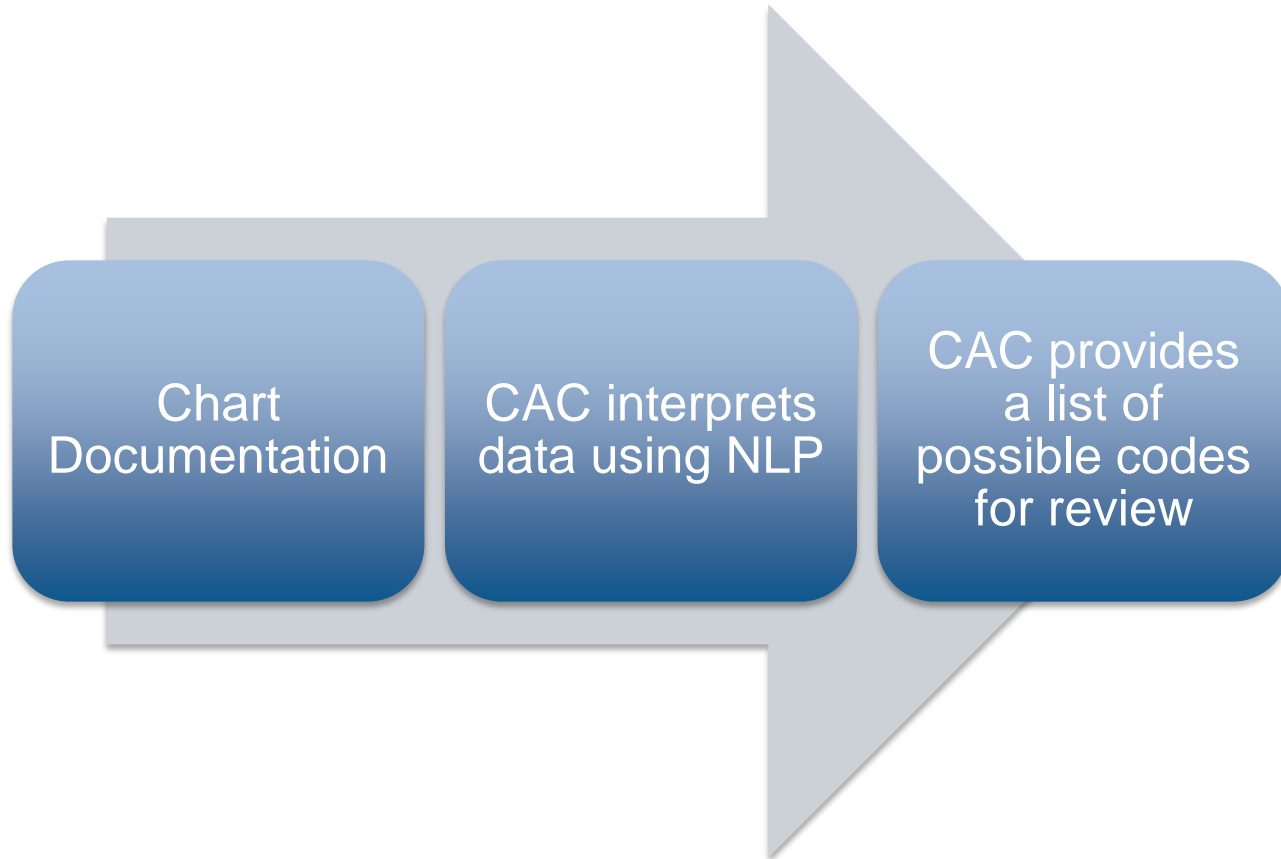 Chart
Documentation
CAC interprets
data using NLP
CAC provides
a list of
possible codes
for review